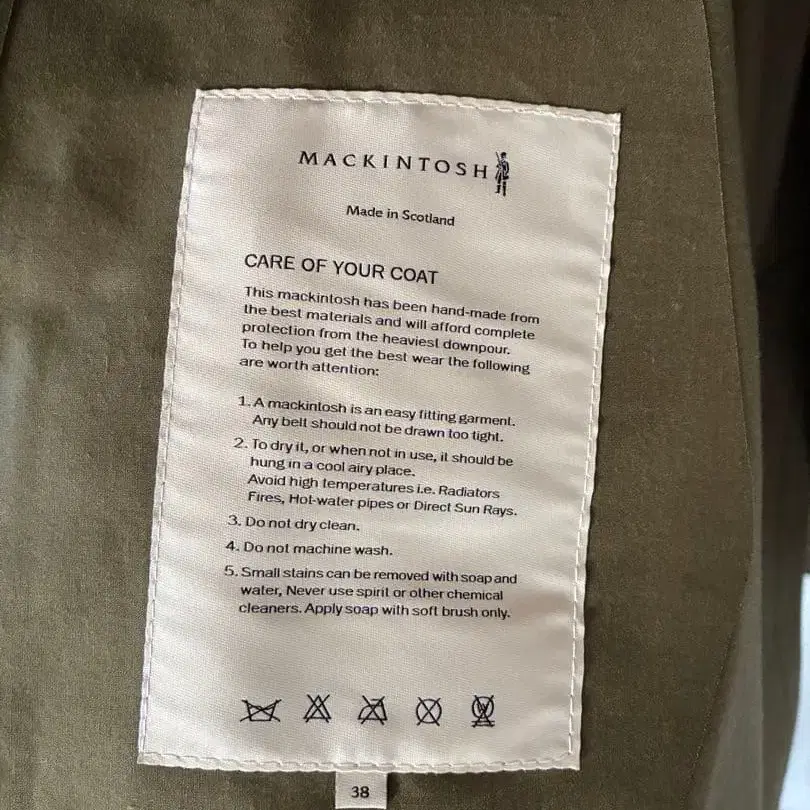 MACKINTOSH
Made in Scotland
CARE OF YOUR COAT
This mackintosh has been hand-made from
the best materials and will afford complete
protection from the heaviest downpour.
To help you get the best wear the following
are worth attention:
1. A mackintosh is an easy fitting garment.
Any belt should not be drawn too tight.
2. To dry it, or when not in use, it should be
hung in a cool airy place.
Avoid high temperatures i.e. Radiators
Fires, Hot-water pipes or Direct Sun Rays.
3. Do not dry clean.
4. Do not machine wash.
5. Small stains can be removed with soap and
water, Never use spirit or other chemical
cleaners. Apply soap with soft brush only.
38